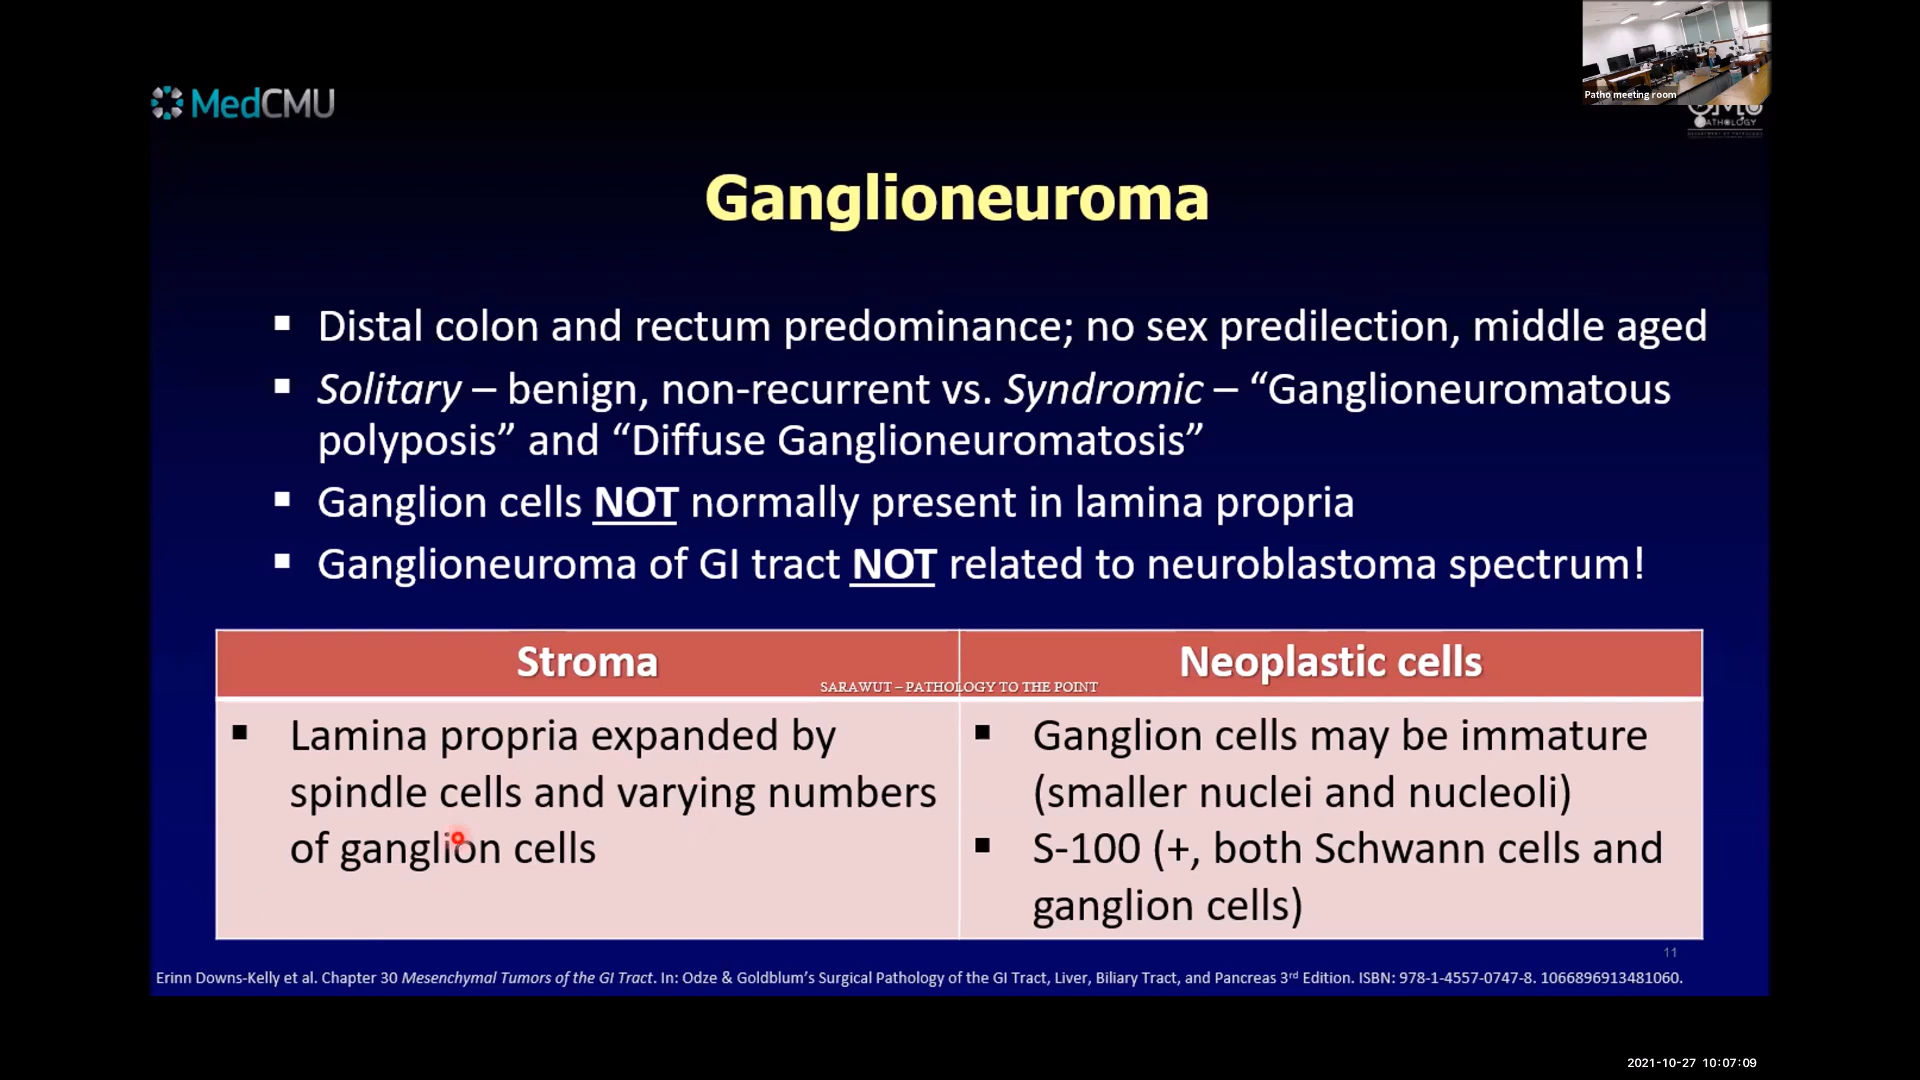 Patho meeting room
MedCMU
PATHOLOGY
Ganglioneuroma
▪ Distal colon and rectum predominance; no sex predilection, middle aged
▪ Solitary – benign, non-recurrent vs. Syndromic – “Ganglioneuromatous
polyposis” and “Diffuse Ganglioneuromatosis”
▪ Ganglion cells NOT normally present in lamina propria
▪ Ganglioneuroma of GI tract NOT related to neuroblastoma spectrum!
Stroma
Neoplastic cells
SARAWUT – PATHOLOGY TO THE POINT
▪ Lamina propria expanded by
spindle cells and varying numbers
of ganglion cells
▪ Ganglion cells may be immature
(smaller nuclei and nucleoli)
▪ S-100 (+, both Schwann cells and
ganglion cells)
11
Erinn Downs-Kelly et al. Chapter 30 Mesenchymal Tumors of the GI Tract. In: Odze & Goldblum’s Surgical Pathology of the GI Tract, Liver, Biliary Tract, and Pancreas 3rd Edition. ISBN: 978-1-4557-0747-8. 1066896913481060.
2021-10-27 10:07:09